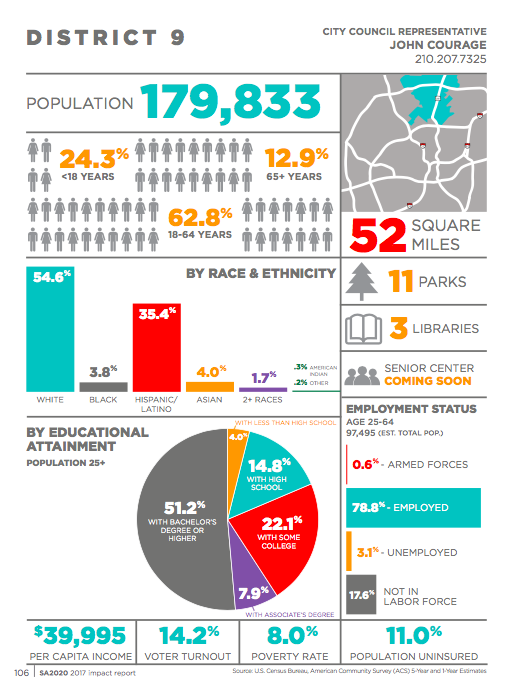 DISTRICT 9
CITY COUNCIL REPRESENTATIVE
JOHN COURAGE
210.207.7325
POPULATION 179,833
24.3%
<18 YEARS
12.9%
65+ YEARS
62.8%
18-64 YEARS
52 SQUARE
MILES
11 PARKS
3 LIBRARIES
SENIOR CENTER
COMING SOON
BY RACE & ETHNICITY
54.6%
35.4%
3.8%
4.0%
1.7%
.3% AMERICAN
INDIAN
.2% OTHER
WHITE
BLACK
HISPANIC/
LATINO
ASIAN
2+ RACES
BY EDUCATIONAL
ATTAINMENT
POPULATION 25+
WITH LESS THAN HIGH SCHOOL
4.0%
14.8%
WITH HIGH
SCHOOL
22.1%
WITH SOME
COLLEGE
51.2%
WITH BACHELOR'S
DEGREE OR
HIGHER
7.9%
WITH ASSOCIATE'S DEGREE
EMPLOYMENT STATUS
AGE 25-64
97,495 (EST. TOTAL POP.)
0.6% - ARMED FORCES
78.8% - EMPLOYED
3.1% - UNEMPLOYED
17.6% NOT IN
LABOR FORCE
$39,995
PER CAPITA INCOME
14.2%
VOTER TURNOUT
8.0%
POVERTY RATE
11.0%
POPULATION UNINSURED
106 | SA2020 2017 impact report
Source: U.S. Census Bureau, American Community Survey (ACS) 5-Year and 1-Year Estimates